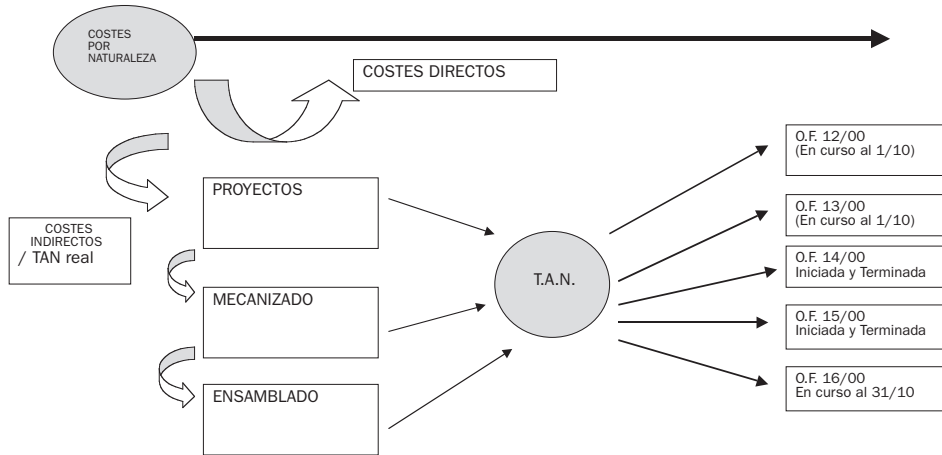 COSTES
POR
NATURALEZA
COSTES DIRECTOS
COSTES
INDIRECTOS
/ TAN real
PROYECTOS
MECANIZADO
ENSAMBLADO
T.A.N.
O.F. 12/00
(En curso al 1/10)
O.F. 13/00
(En curso al 1/10)
O.F. 14/00
Iniciada y Terminada
O.F. 15/00
Iniciada y Terminada
O.F. 16/00
En curso al 31/10